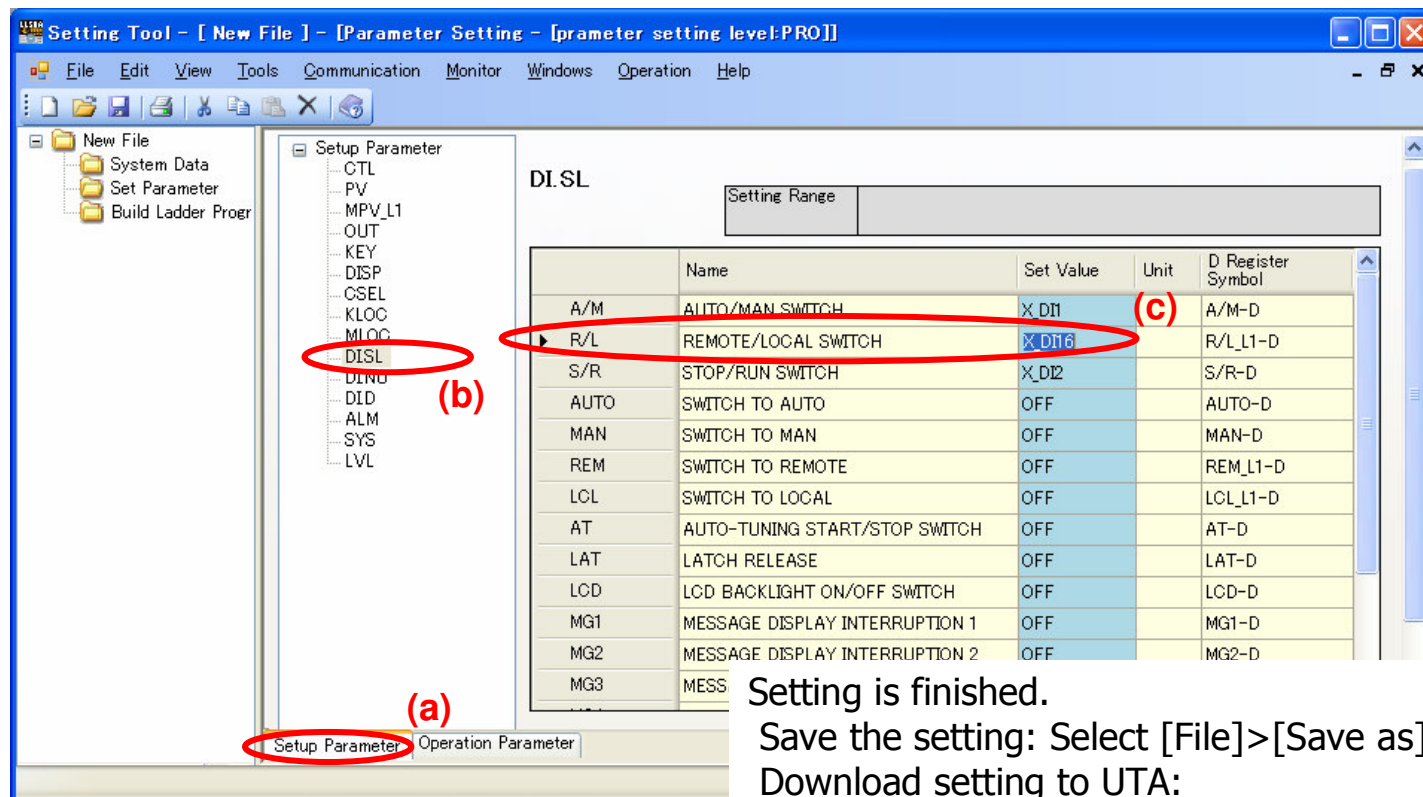 Setting Tool - [ New File ] - [Parameter Setting - [prameter setting level:PRO]]
File Edit View Tools Communication Monitor Windows Operation Help
New File
System Data
Set Parameter
Build Ladder Progr
Setup Parameter
CTL
PV
MPV_L1
OUT
KEY
DISP
CSEL
KLOC
MLOC
DISL
DINU
DID
ALM
SYS
LVL
(b)
DI.SL
Setting Range
Name Set Value Unit D Register Symbol
A/M AUTO/MAN SWITCH X_DI1 A/M-D
(c)
R/L REMOTE/LOCAL SWITCH X_DI16 R/L_L1-D
S/R STOP/RUN SWITCH X_DI2 S/R-D
AUTO SWITCH TO AUTO OFF AUTO-D
MAN SWITCH TO MAN OFF MAN-D
REM SWITCH TO REMOTE OFF REM_L1-D
LCL SWITCH TO LOCAL OFF LCL_L1-D
AT AUTO-TUNING START/STOP SWITCH OFF AT-D
LAT LATCH RELEASE OFF LAT-D
LCD LCD BACKLIGHT ON/OFF SWITCH OFF LCD-D
MG1 MESSAGE DISPLAY INTERRUPTION 1 OFF MG1-D
MG2 MESSAGE DISPLAY INTERRUPTION 2 OFF MG2-D
MG3 MESS
(a)
Setup Parameter Operation Parameter
Setting is finished.
Save the setting: Select [File]>[Save as]
Download setting to UTA: